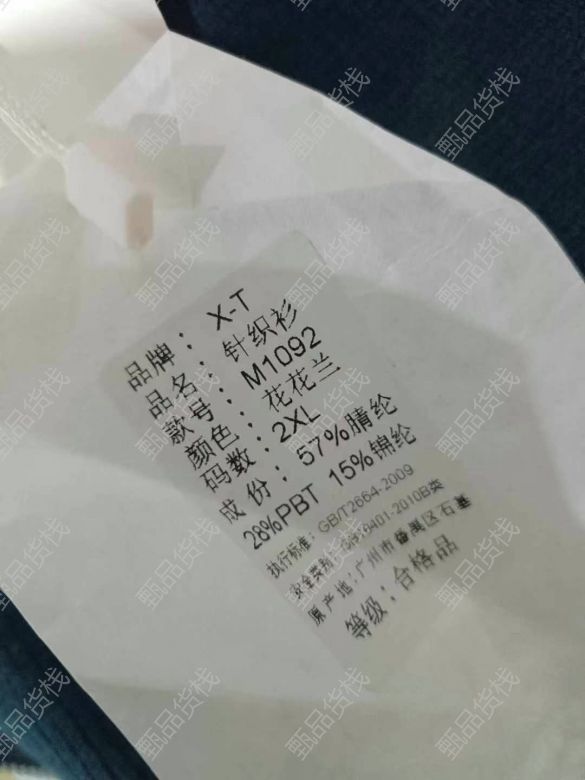 品牌：X-T
品名：针织衫
款号：M1092
颜色：花花兰
码数：2XL
成份：57%腈纶
28%PBT 15%锦纶
执行标准：GB/T2664-2009
安全类别：GB18401-2010B类
原产地：广州市番禺区石基
等级：合格品
甄品货栈